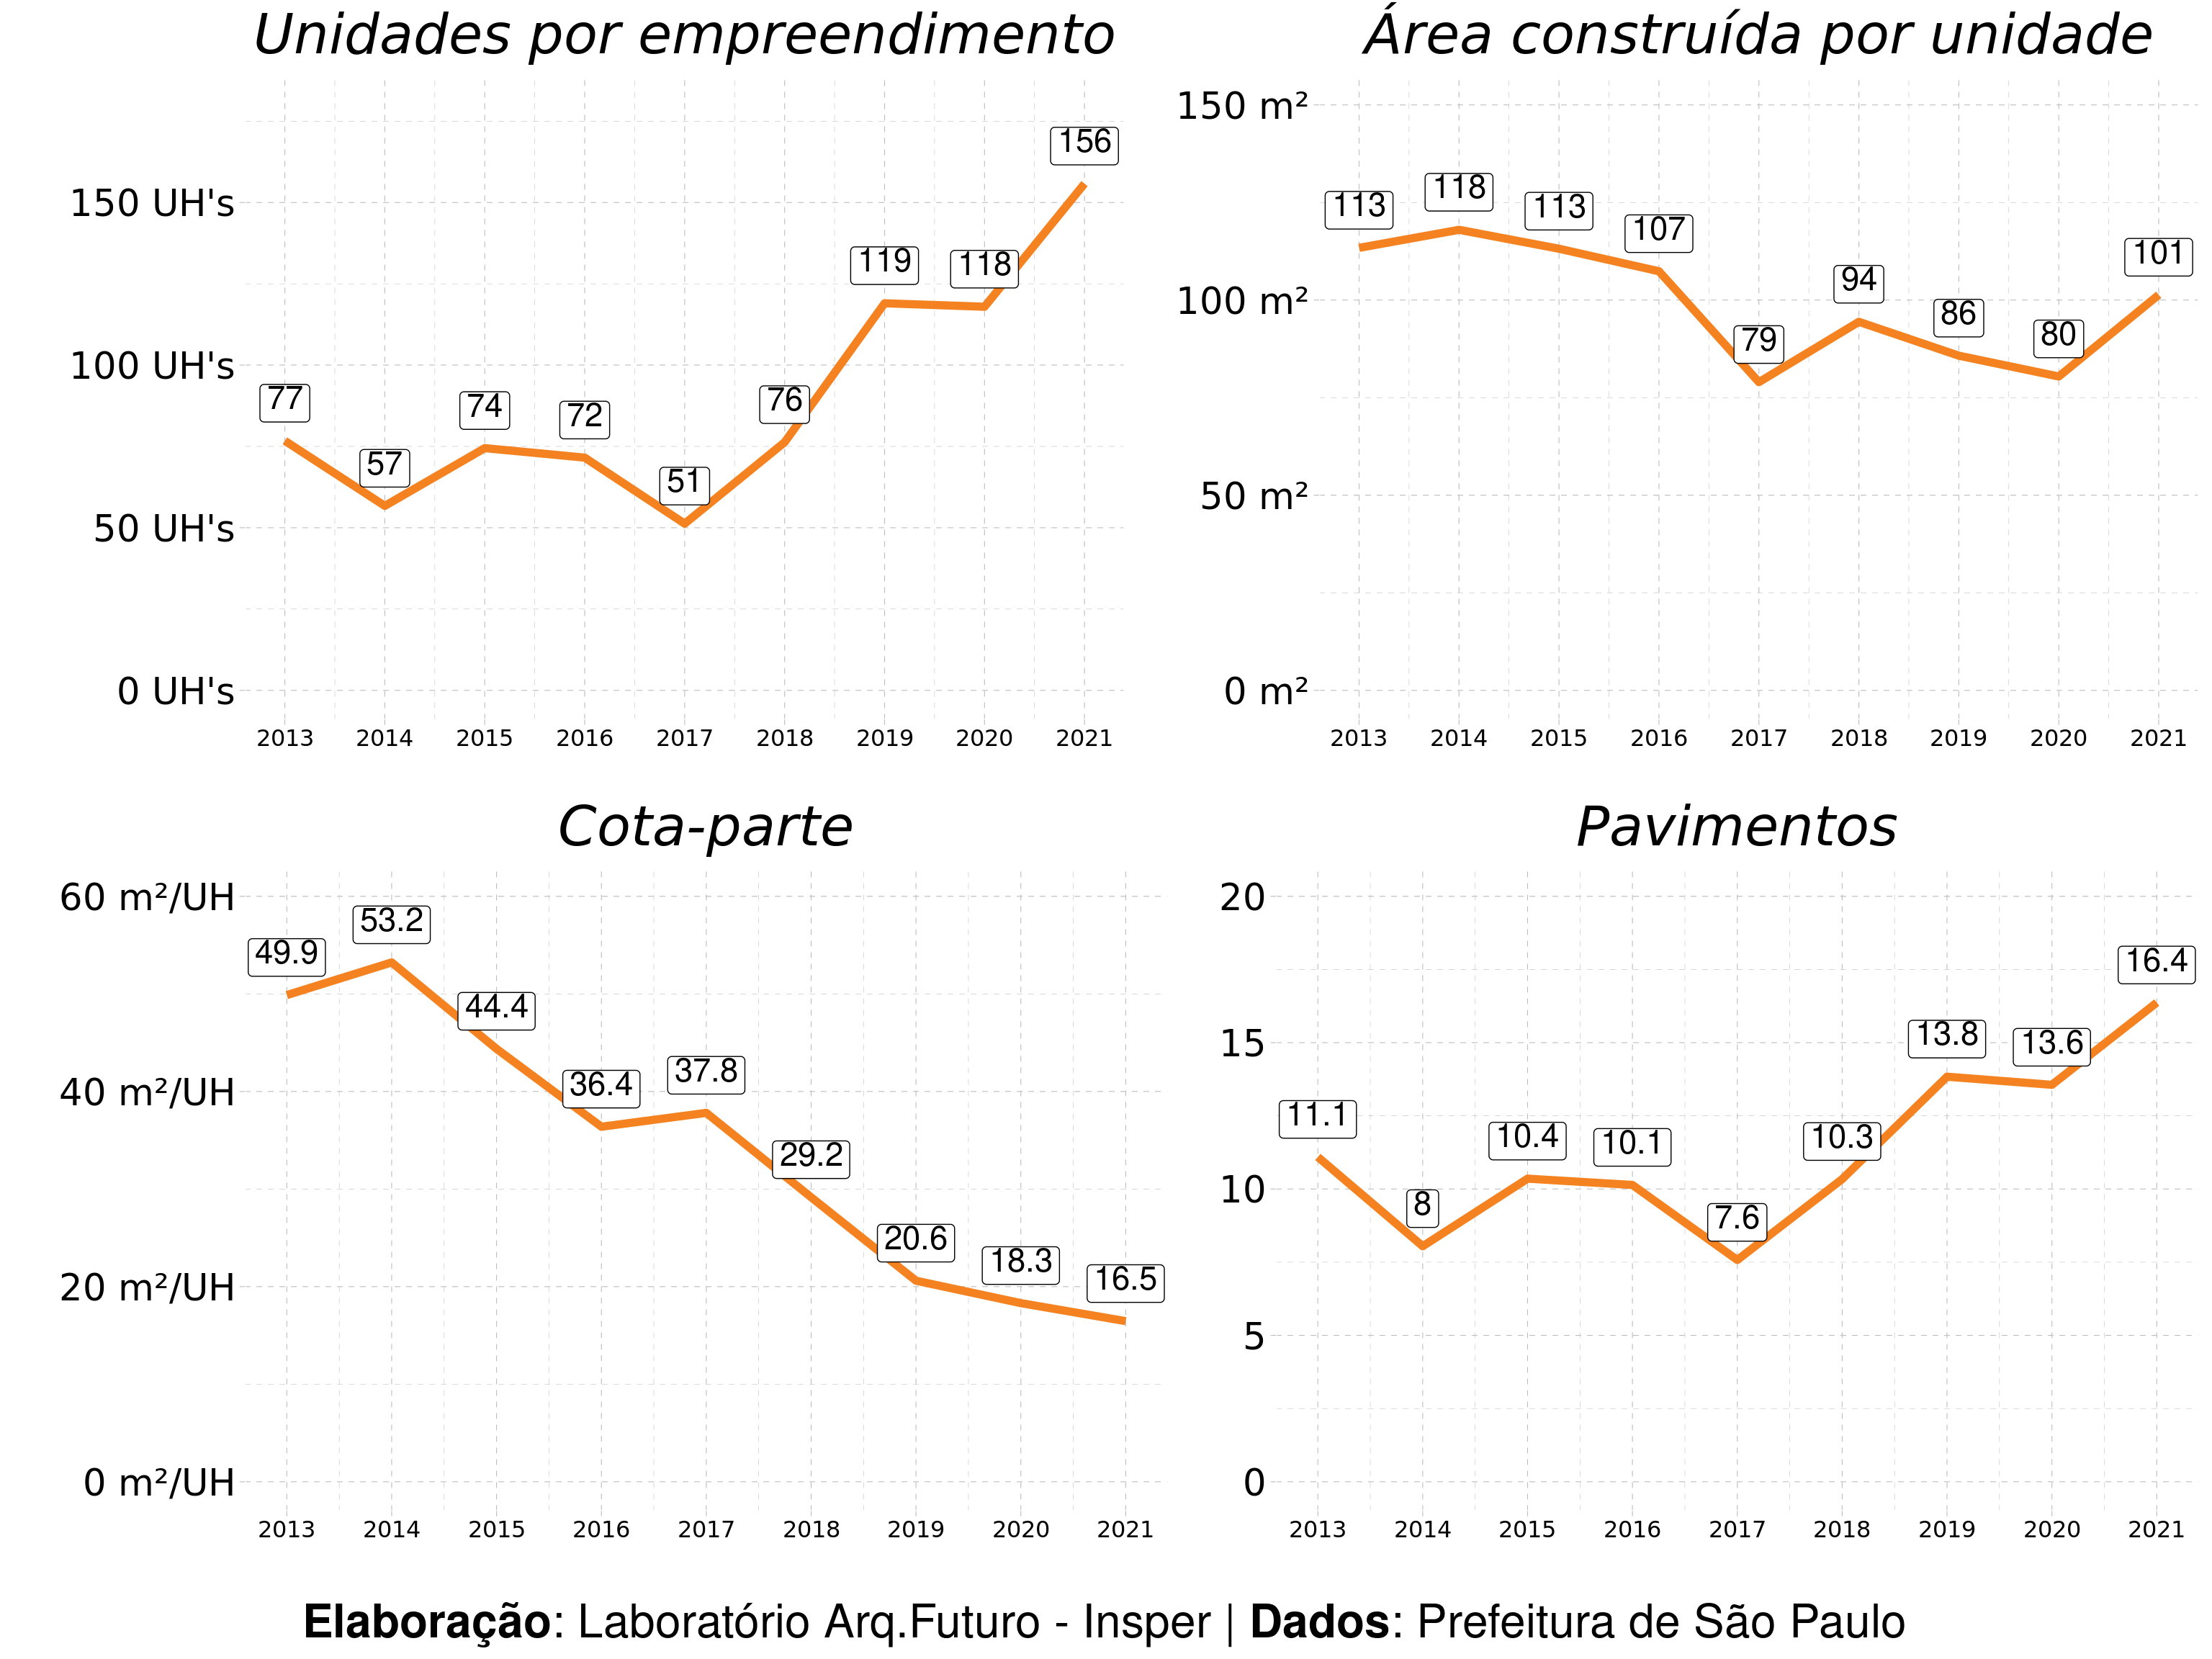 Unidades por empreendimento
150 UH's
100 UH's
50 UH's
0 UH's
77
57
74
72
51
76
119
118
156
2013 2014 2015 2016 2017 2018 2019 2020 2021
Área construída por unidade
150 m²
100 m²
50 m²
0 m²
113
118
113
107
79
94
86
80
101
2013 2014 2015 2016 2017 2018 2019 2020 2021
Cota-parte
60 m²/UH
40 m²/UH
20 m²/UH
0 m²/UH
49.9
53.2
44.4
36.4
37.8
29.2
20.6
18.3
16.5
2013 2014 2015 2016 2017 2018 2019 2020 2021
Pavimentos
20
15
10
5
0
11.1
8
10.4
10.1
7.6
10.3
13.8
13.6
16.4
2013 2014 2015 2016 2017 2018 2019 2020 2021
Elaboração: Laboratório Arq.Futuro - Insper | Dados: Prefeitura de São Paulo